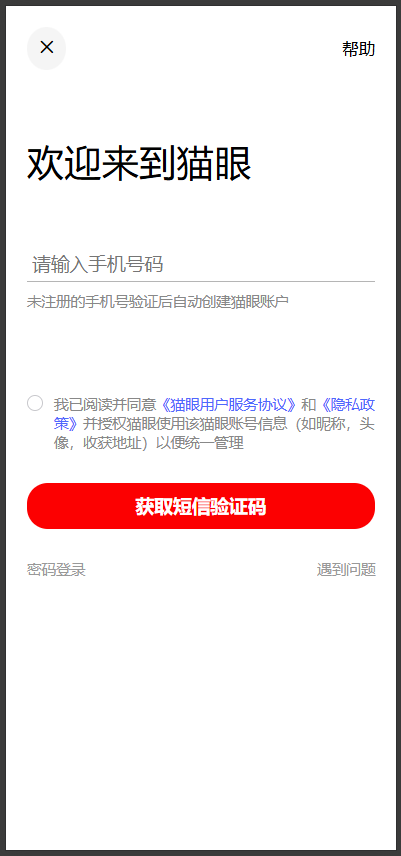 帮助
欢迎来到猫眼
请输入手机号码
未注册的手机号验证后自动创建猫眼账户
我已阅读并同意《猫眼用户服务协议》和《隐私政
策》并授权猫眼使用该猫眼账号信息（如昵称，头
像，收获地址）以便统一管理
获取短信验证码
密码登录 遇到问题